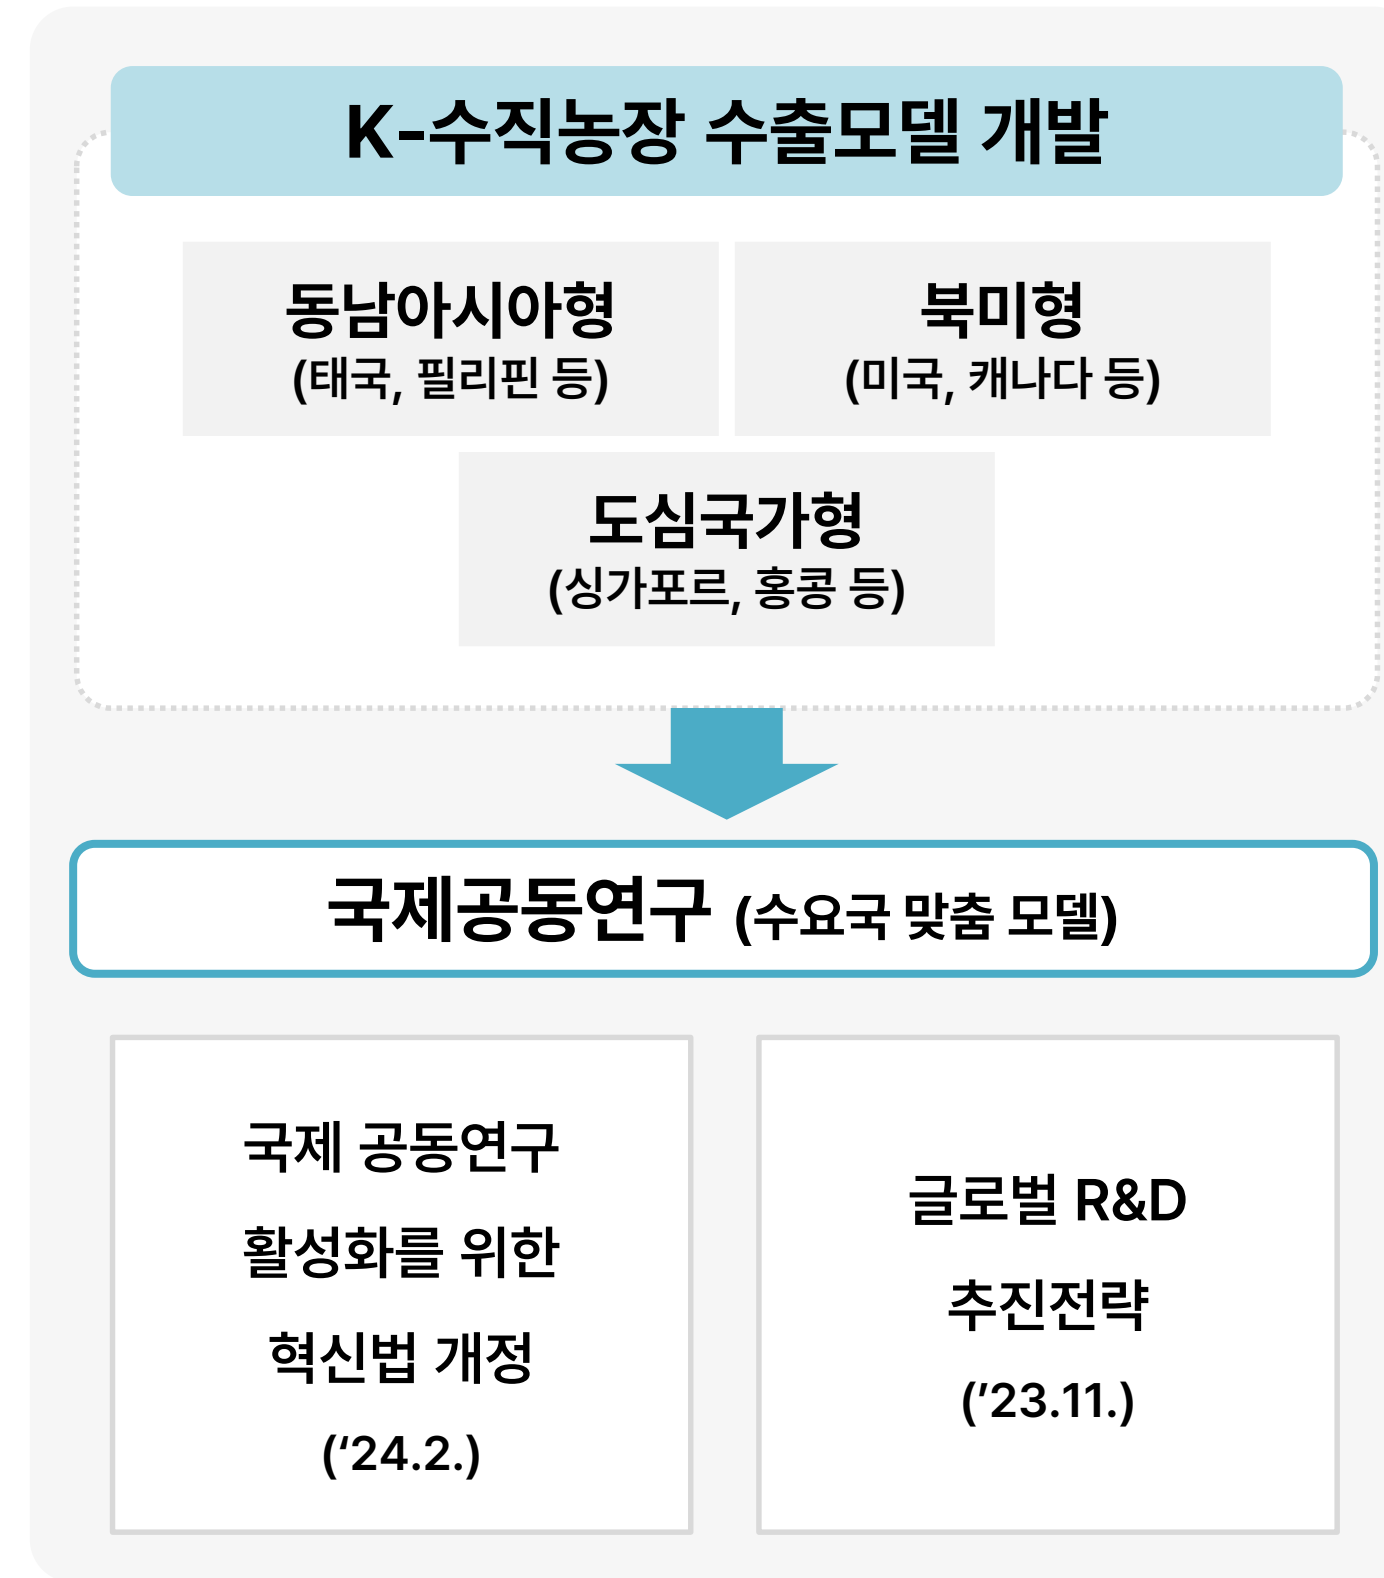 K-수직농장 수출모델 개발
동남아시아형
(태국, 필리핀 등)
북미형
(미국, 캐나다 등)
도심국가형
(싱가포르, 홍콩 등)
국제공동연구 (수요국 맞춤 모델)
국제 공동연구
활성화를 위한
혁신법 개정
(‘24.2.)
글로벌 R&D
추진전략
(’23.11.)